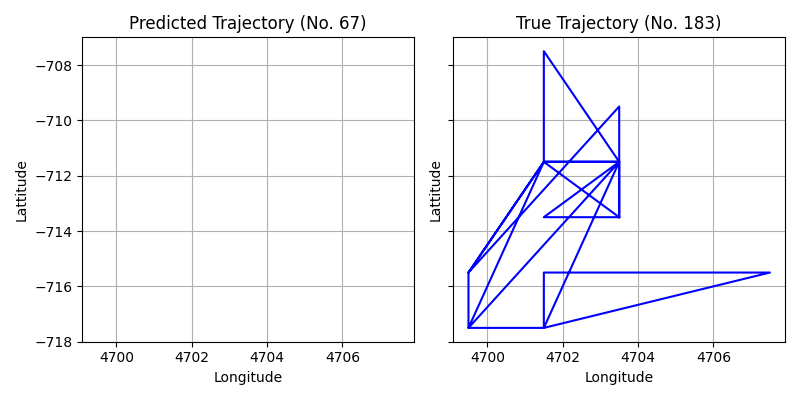 Predicted Trajectory (No. 67)
True Trajectory (No. 183)
Lattitude
−708
−710
−712
−714
−716
−718
4700
4702
4704
4706
Longitude
Lattitude
4700
4702
4704
4706
Longitude